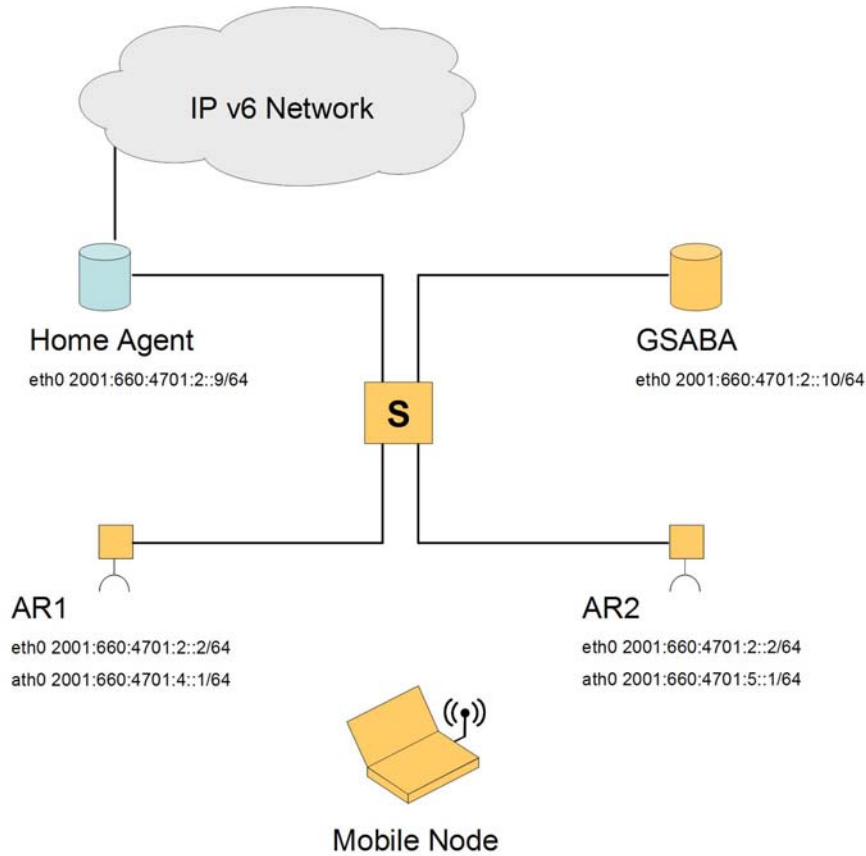 IP v6 Network
Home Agent
eth0 2001:660:4701:2::9/64
GSABA
eth0 2001:660:4701:2::10/64
S
AR1
eth0 2001:660:4701:2::2/64
ath0 2001:660:4701:4::1/64
AR2
eth0 2001:660:4701:2::2/64
ath0 2001:660:4701:5::1/64
Mobile Node